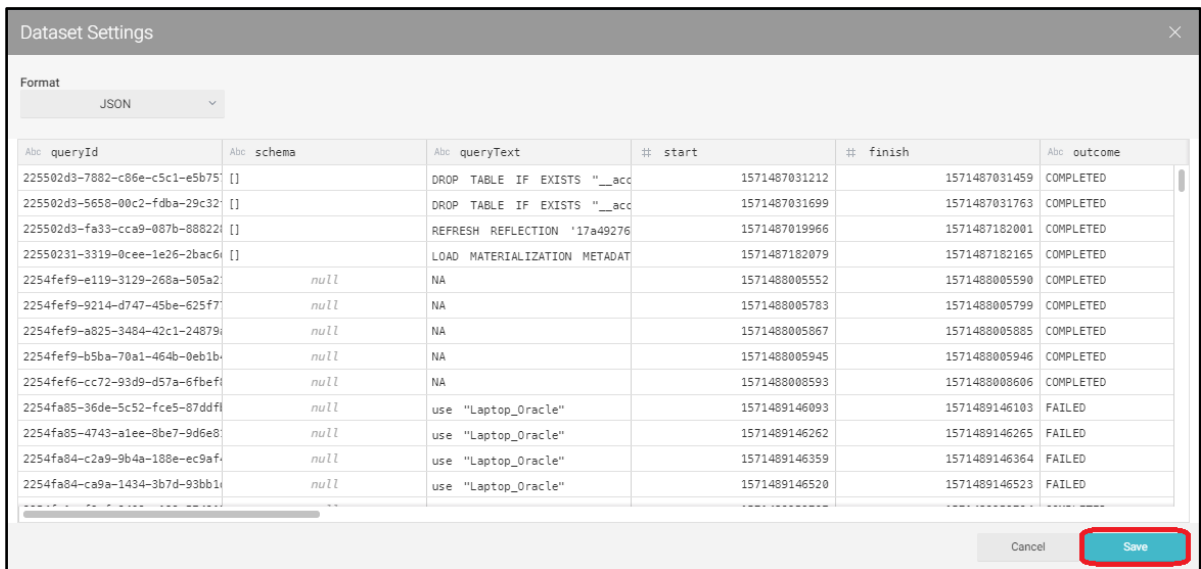 Dataset Settings
Format
JSON
Abc queryId Abc schema Abc queryText # start # finish Abc outcome
225502d3-7882-c86e-c5c1-e5b75 [] DROP TABLE IF EXISTS "__acc 1571487031212 1571487031459 COMPLETED
225502d3-5658-00c2-fdba-29c32 [] DROP TABLE IF EXISTS "__acc 1571487031699 1571487031763 COMPLETED
225502d3-fa33-cca9-087b-88822 [] REFRESH REFLECTION '17a49276 1571487019966 1571487182001 COMPLETED
22550231-3319-0cee-1e26-2bac6 [] LOAD MATERIALIZATION METADAT 1571487182079 1571487182165 COMPLETED
2254fef9-e119-3129-268a-505a2 null NA 1571488005552 1571488005590 COMPLETED
2254fef9-9214-d747-45be-625f7 null NA 1571488005783 1571488005799 COMPLETED
2254fef9-a825-3484-42c1-24879 null NA 1571488005867 1571488005885 COMPLETED
2254fef9-b5ba-70a1-464b-0eb1b null NA 1571488005945 1571488005946 COMPLETED
2254fef6-cc72-93d9-d57a-6fbef null NA 1571488008593 1571488008606 COMPLETED
2254fa85-36de-5c52-fce5-87ddf null use "Laptop_Oracle" 1571489146093 1571489146103 FAILED
2254fa85-4743-a1ee-8be7-9d6e8 null use "Laptop_Oracle" 1571489146262 1571489146265 FAILED
2254fa84-c2a9-9b4a-188e-ec9af null use "Laptop_Oracle" 1571489146359 1571489146364 FAILED
2254fa84-ca9a-1434-3b7d-93bb1 null use "Laptop_Oracle" 1571489146520 1571489146523 FAILED
Cancel Save